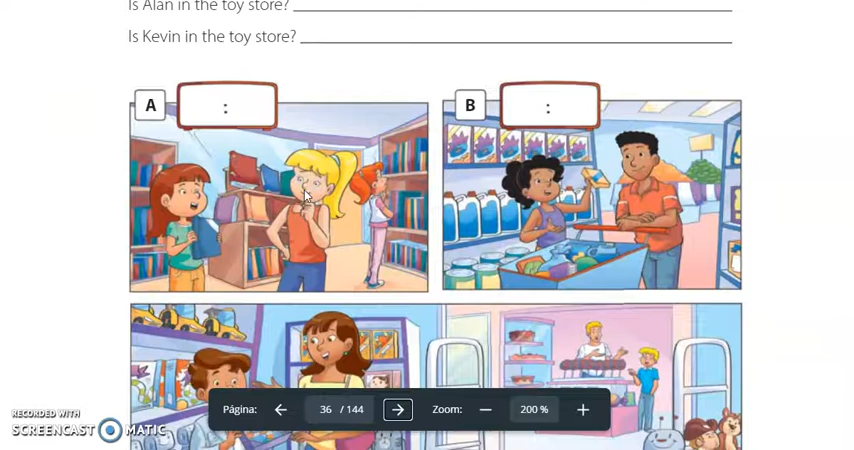 Is Alan in the toy store?
Is Kevin in the toy store?
A
:
B
:
Página: 36 / 144 Zoom: 200 %
RECORDED WITH
SCREENCAST MATIC